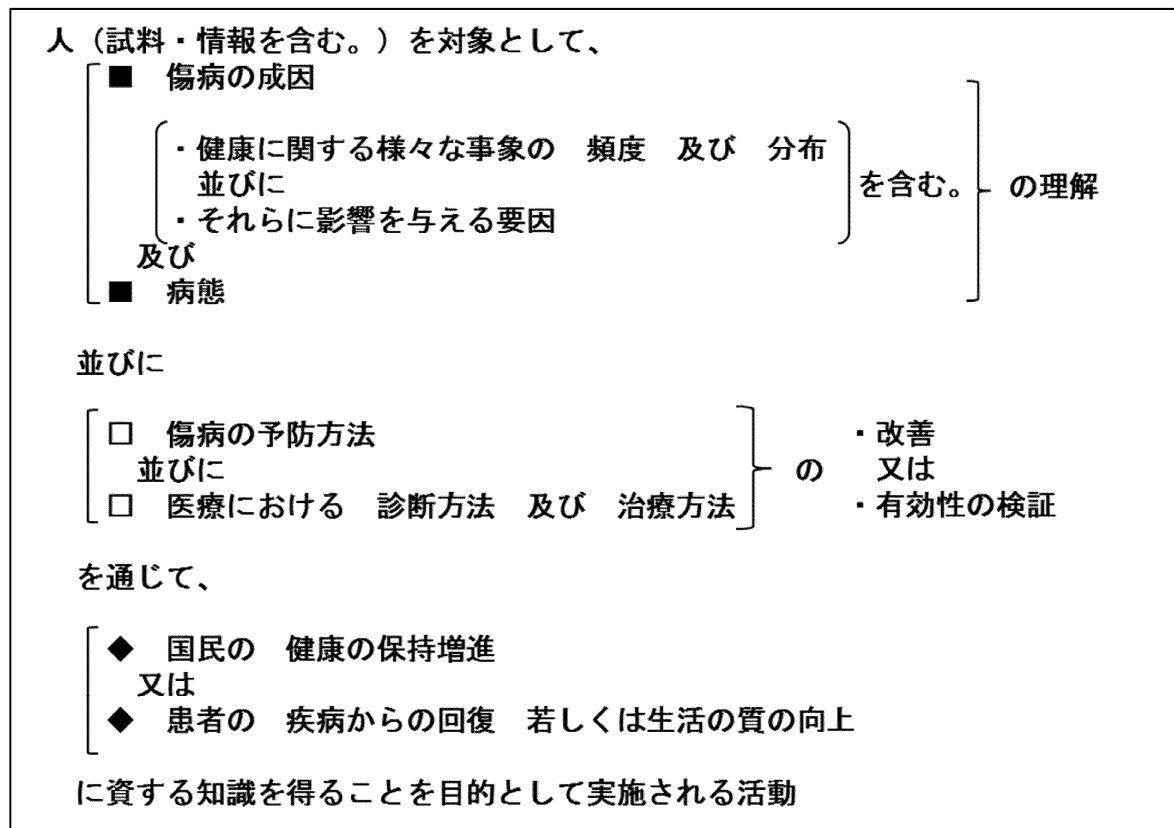 人（試料・情報を含む。）を対象として、
■ 傷病の成因
・健康に関する様々な事象の 頻度 及び 分布
並びに
・それらに影響を与える要因
を含む。
及び
■ 病態
の理解
並びに
□ 傷病の予防方法
並びに
□ 医療における 診断方法 及び 治療方法
の
・改善
又は
・有効性の検証
を通じて、
◆ 国民の 健康の保持増進
又は
◆ 患者の 疾病からの回復 若しくは生活の質の向上
に資する知識を得ることを目的として実施される活動